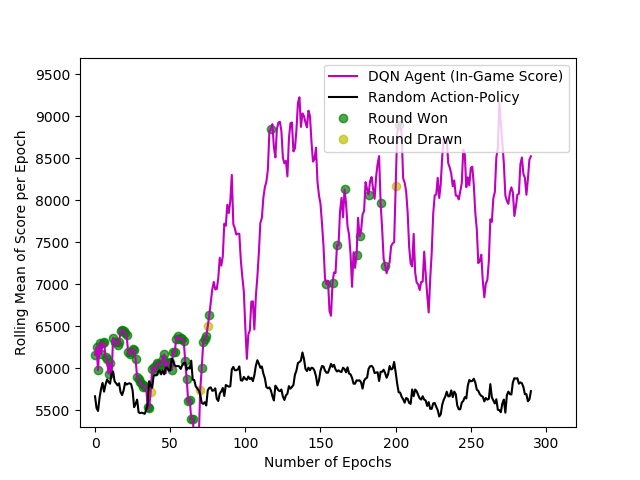 DQN Agent (In-Game Score)
Random Action-Policy
Round Won
Round Drawn
Rolling Mean of Score per Epoch
9500
9000
8500
8000
7500
7000
6500
6000
5500
0 50 100 150 200 250 300
Number of Epochs